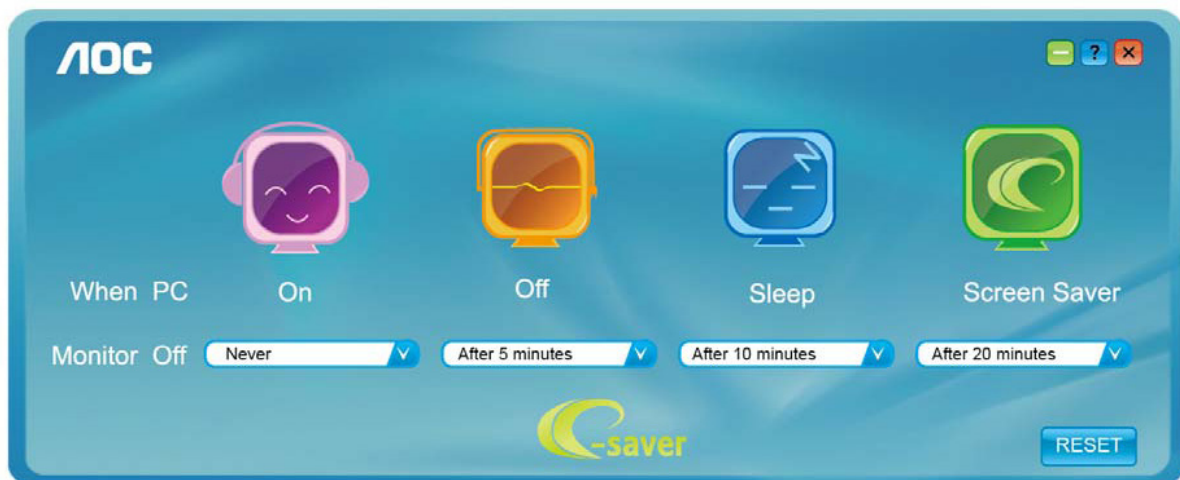 AOC
?
When PC On Off Sleep Screen Saver
Monitor Off Never After 5 minutes After 10 minutes After 20 minutes
e-saver
RESET